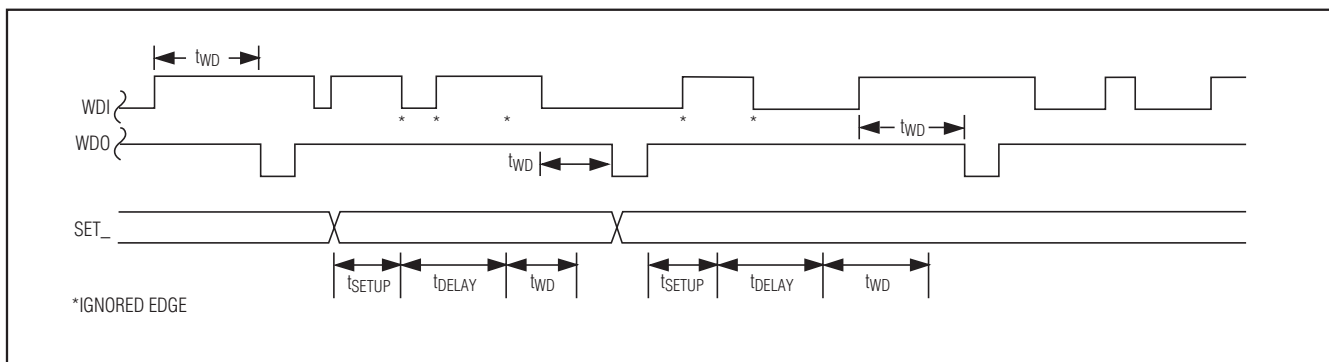 tWD
WDI
* * * * *
WDO
tWD
tWD
SET_
tSETUP tDELAY tWD tSETUP tDELAY tWD
*IGNORED EDGE